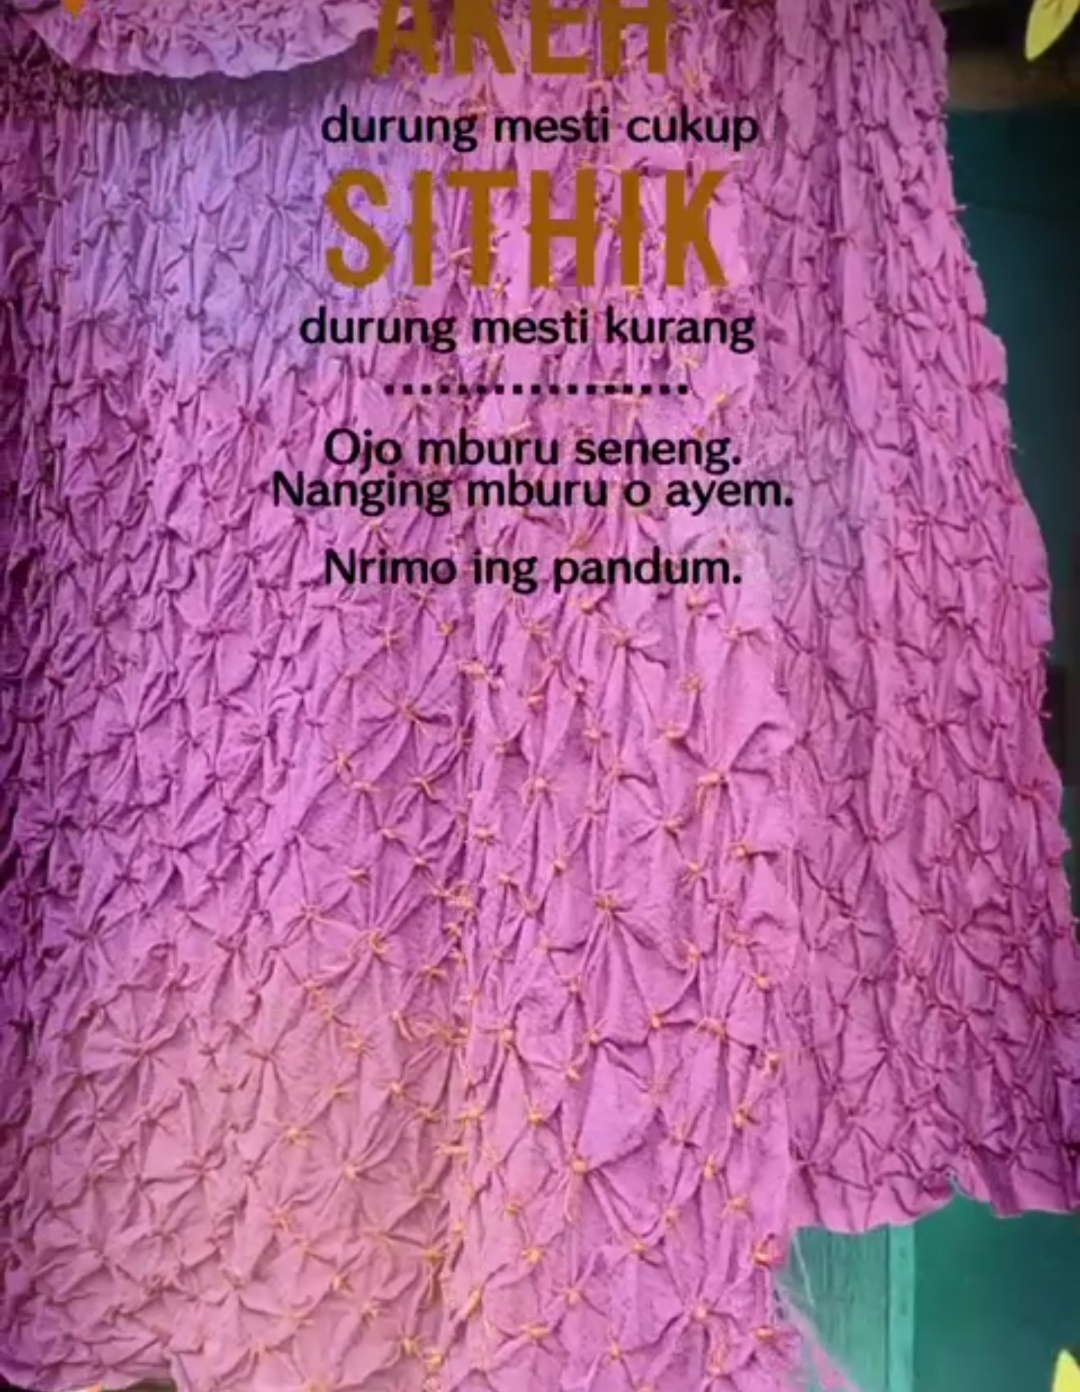 AKEH
durung mesti cukup
SITHIK
durung mesti kurang
.................
Ojo mburu seneng.
Nanging mburu o ayem.
Nrimo ing pandum.